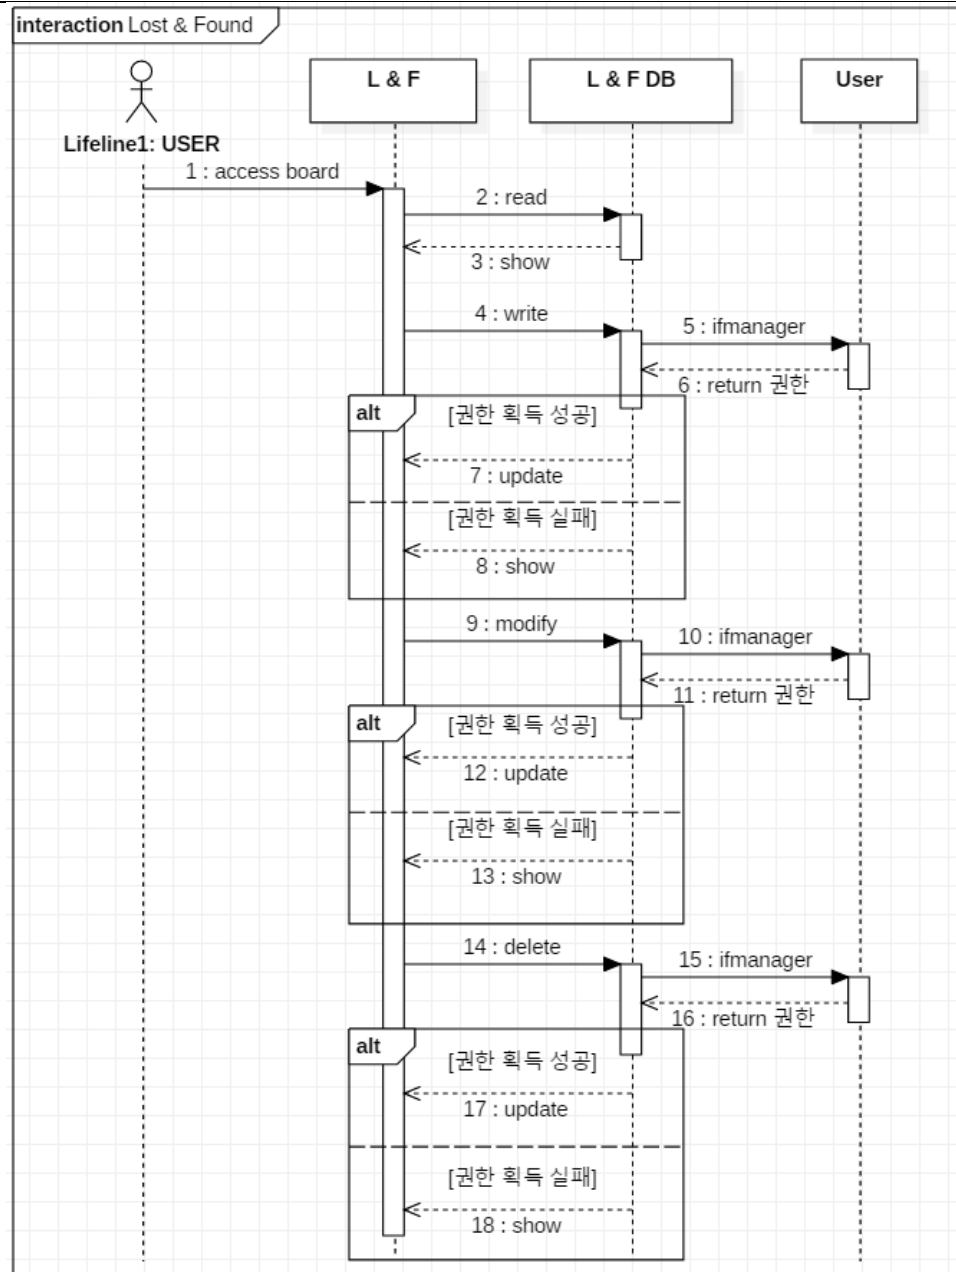 interaction Lost & Found
L & F
L & F DB
User
Lifeline1: USER
1 : access board
2 : read
3 : show
4 : write
5 : ifmanager
6 : return 권한
alt
[권한 획득 성공]
7 : update
[권한 획득 실패]
8 : show
9 : modify
10 : ifmanager
11 : return 권한
alt
[권한 획득 성공]
12 : update
[권한 획득 실패]
13 : show
14 : delete
15 : ifmanager
16 : return 권한
alt
[권한 획득 성공]
17 : update
[권한 획득 실패]
18 : show